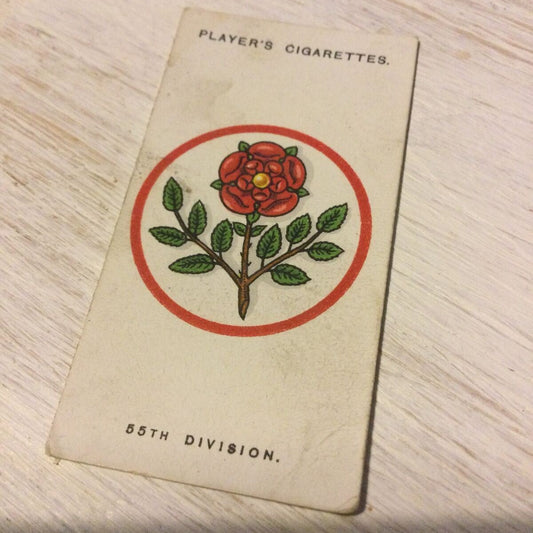 PLAYER'S CIGARETTES.
55TH DIVISION.